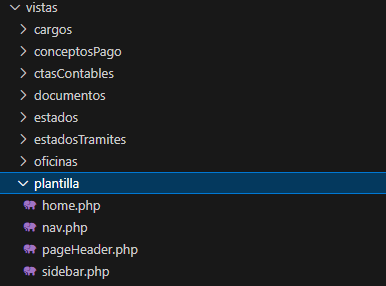 vistas
cargos
conceptosPago
ctasContables
documentos
estados
estadosTramites
oficinas
plantilla
home.php
nav.php
pageHeader.php
sidebar.php